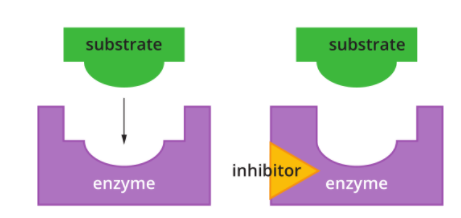 substrate
enzyme
substrate
inhibitor
enzyme